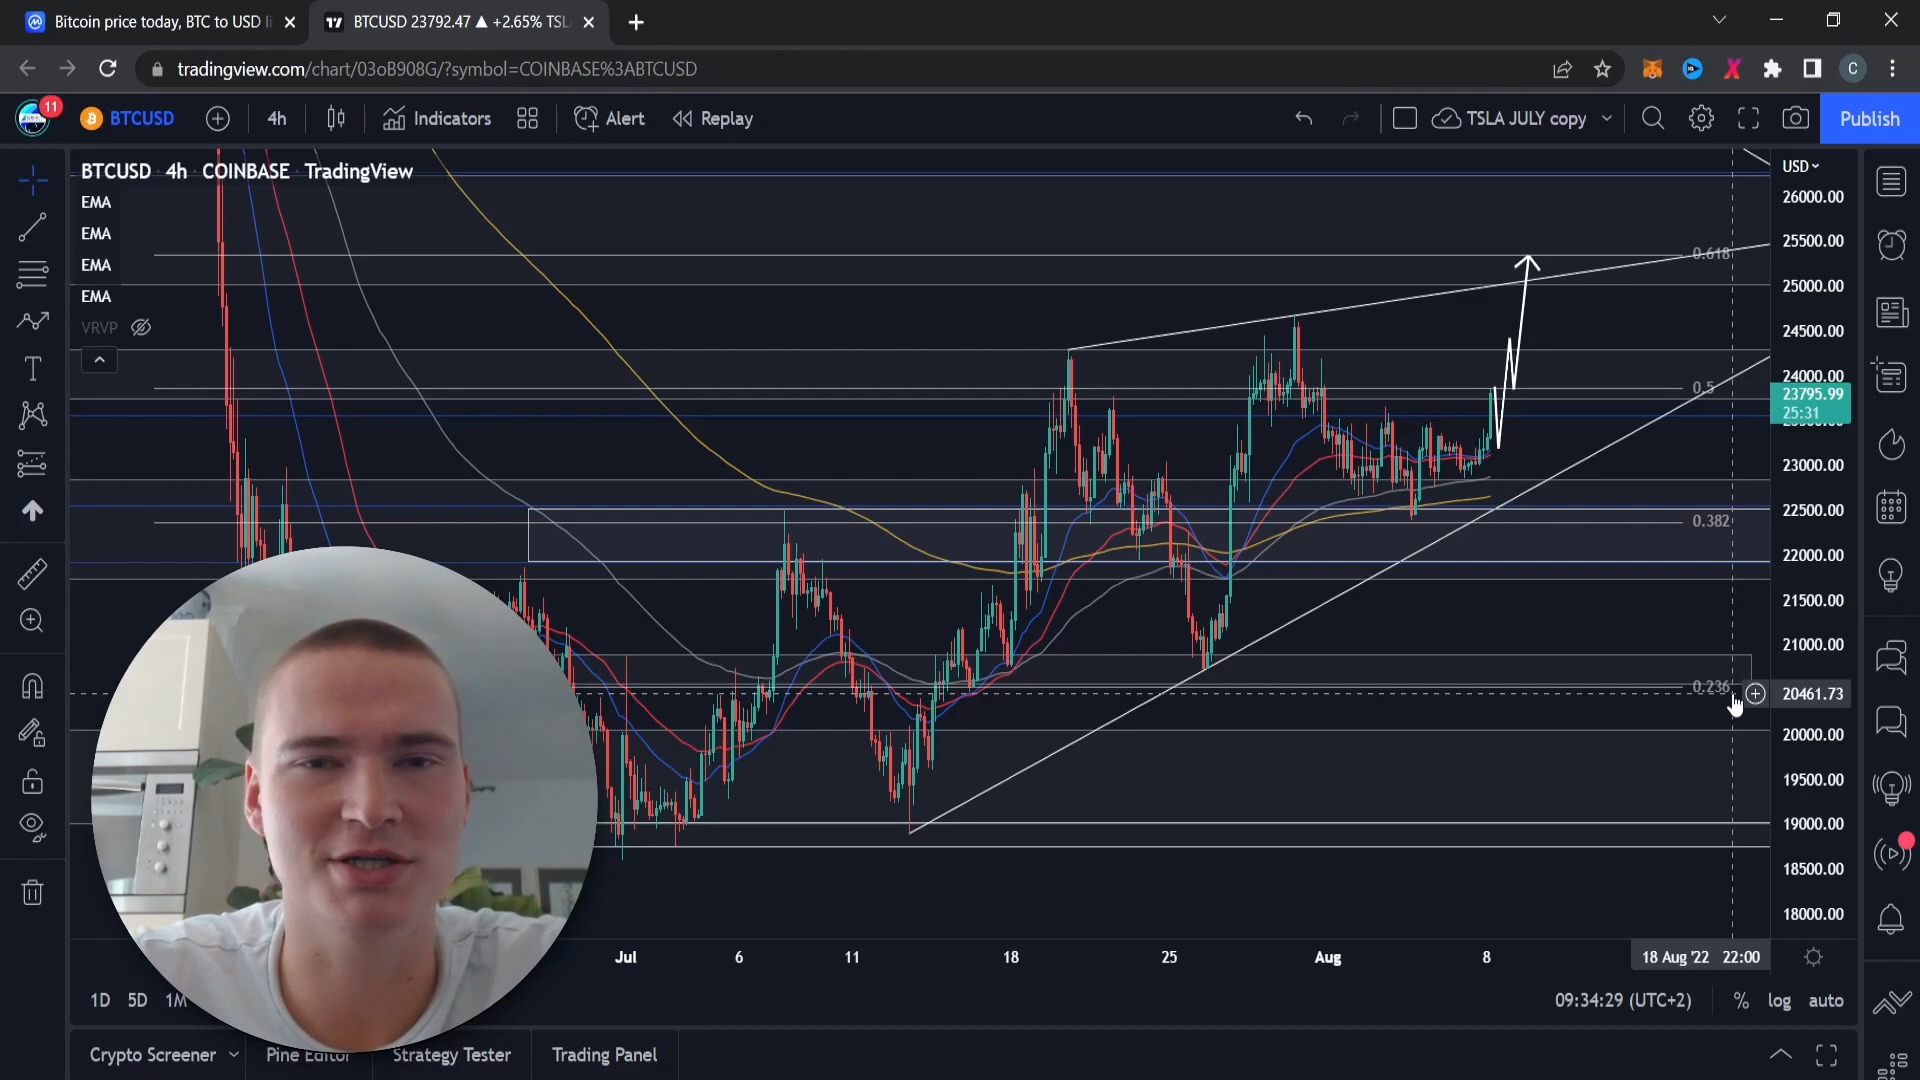 Bitcoin price today, BTC to USD li
BTCUSD 23792.47 ▲ +2.65% TSL
tradingview.com/chart/03oB908G/?symbol=COINBASE%3ABTCUSD
C
11
BTCUSD
4h
Indicators
Alert
Replay
TSLA JULY copy
Publish
BTCUSD 4h COINBASE TradingView
USD
EMA
EMA
EMA
EMA
VRVP
26000.00
25500.00
0.618
25000.00
24500.00
24000.00
0.5
23795.99
25:31
23000.00
22500.00
0.382
22000.00
21500.00
21000.00
0.236
20461.73
20000.00
19500.00
19000.00
18500.00
18000.00
Jul 6 11 18 25 Aug 8 18 Aug '22 22:00
1D 5D 1M
09:34:29 (UTC+2) % log auto
Crypto Screener Pine Editor Strategy Tester Trading Panel